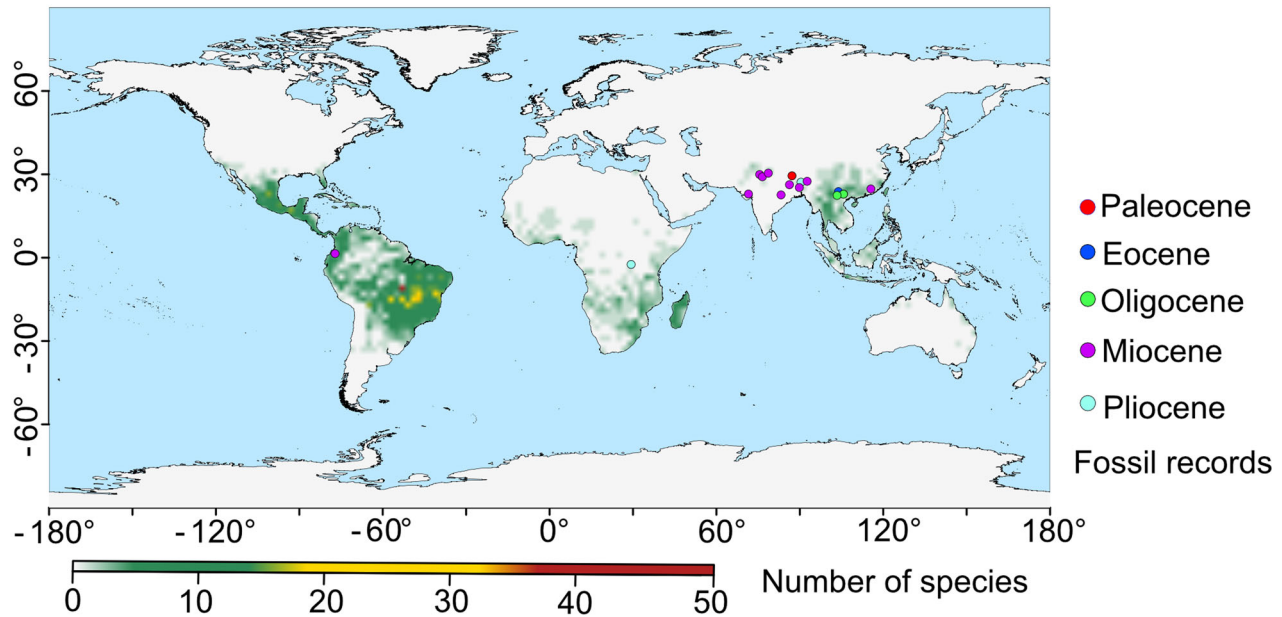 60°
30°
0°
-30°
-60°
-180° -120° -60° 0° 60° 120° 180°
Paleocene
Eocene
Oligocene
Miocene
Pliocene
Fossil records
0 10 20 30 40 50
Number of species